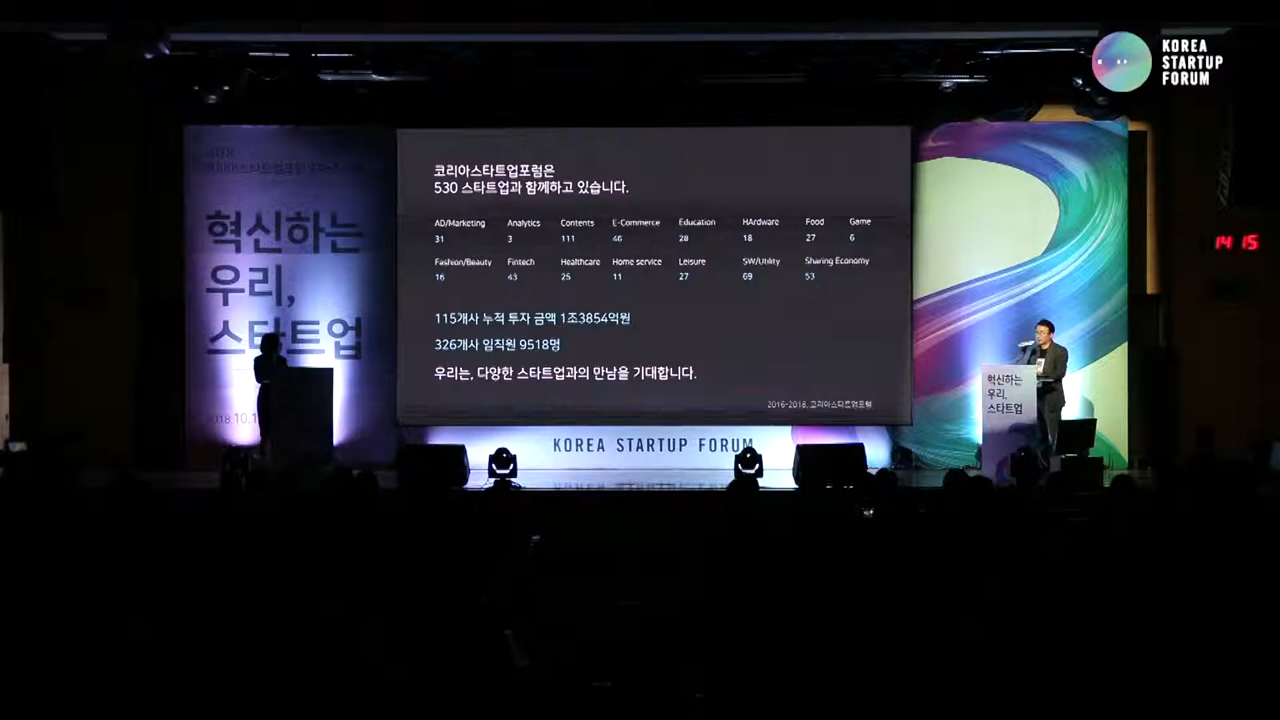 KOREA
STARTUP
FORUM
혁신하는
우리,
스타트업
2018.10.1
코리아스타트업포럼은
530 스타트업과 함께하고 있습니다.
AD/Marketing Analytics Contents E-Commerce Education HArdware Food Game
31 3 111 46 28 18 27 6
Fashion/Beauty Fintech Healthcare Home service Leisure SW/Utility Sharing Economy
16 43 25 11 27 69 53
115개사 누적 투자 금액 1조3854억원
326개사 임직원 9518명
우리는, 다양한 스타트업과의 만남을 기대합니다.
2016-2018, 코리아스타트업포럼
KOREA STARTUP FORUM
14 15
혁신하는
우리,
스타트업